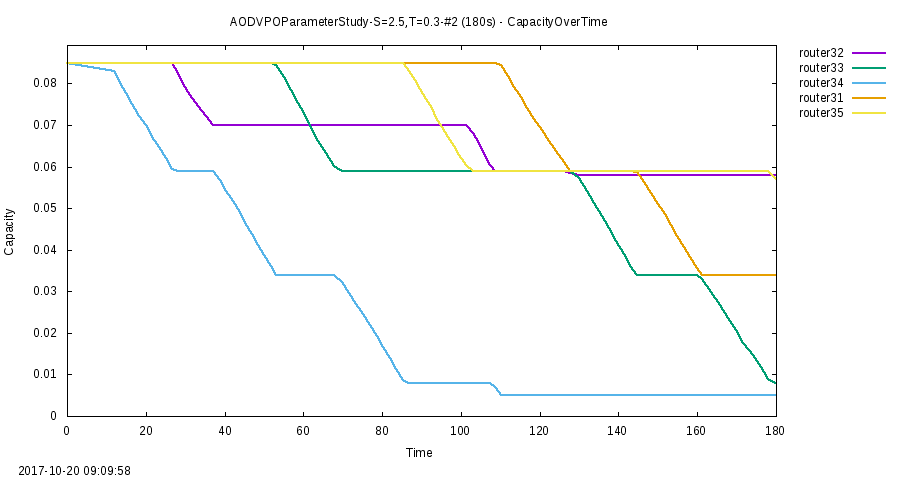 AODVPOParameterStudy-S=2.5,T=0.3-#2 (180s) - CapacityOverTime
router32
router33
router34
router31
router35
0.08
0.07
0.06
0.05
0.04
0.03
0.02
0.01
0
Capacity
0 20 40 60 80 100 120 140 160 180
Time
2017-10-20 09:09:58